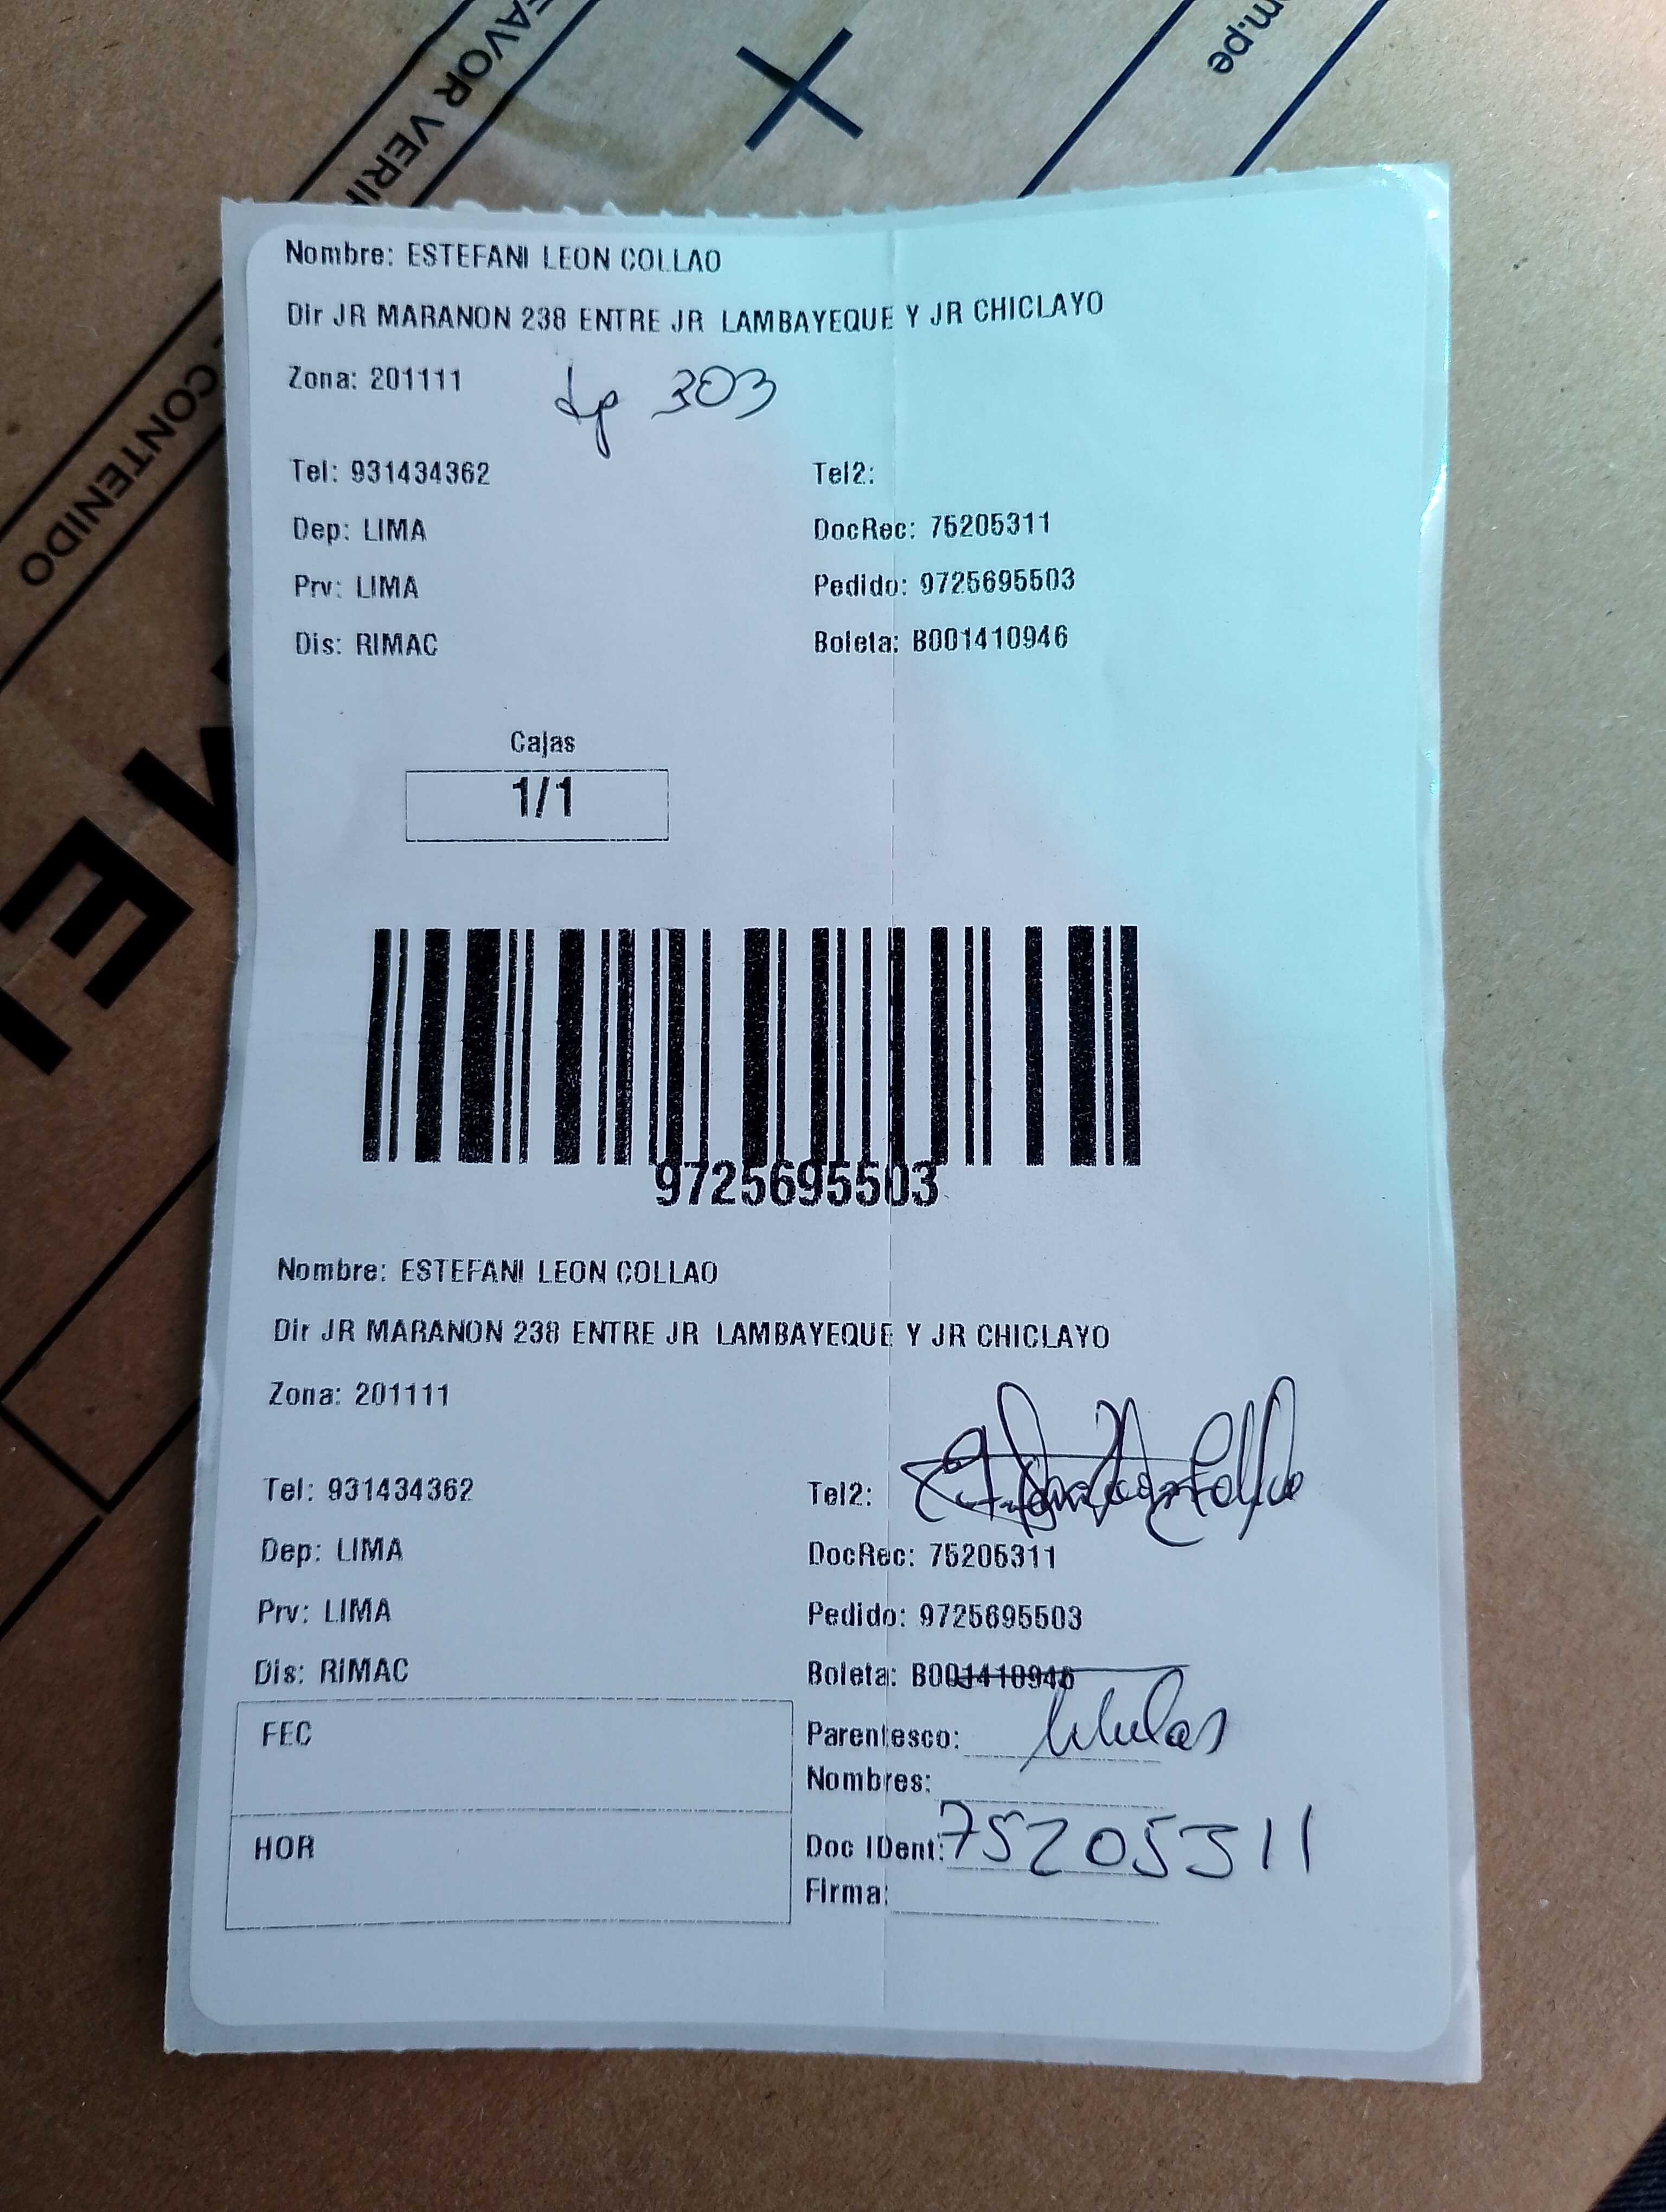 FAVOR VERIF
m.pe
CONTENIDO
Nombre: ESTEFANI LEON COLLAO
Dir JR MARANON 238 ENTRE JR LAMBAYEQUE Y JR CHICLAYO
Zona: 201111
dp 303
Tel: 931434362 Tel2:
Dep: LIMA DocRec: 75205311
Prv: LIMA Pedido: 9725695503
Dis: RIMAC Boleta: B001410946
Cajas
1/1
9725695503
Nombre: ESTEFANI LEON COLLAO
Dir JR MARANON 238 ENTRE JR LAMBAYEQUE Y JR CHICLAYO
Zona: 201111
Tel: 931434362 Tel2:
Dep: LIMA DocRec: 75205311
Prv: LIMA Pedido: 9725695503
Dis: RIMAC Boleta: B001410946
FEC Parentesco: titular
Nombres:
HOR Doc IDent: 75205311
Firma: